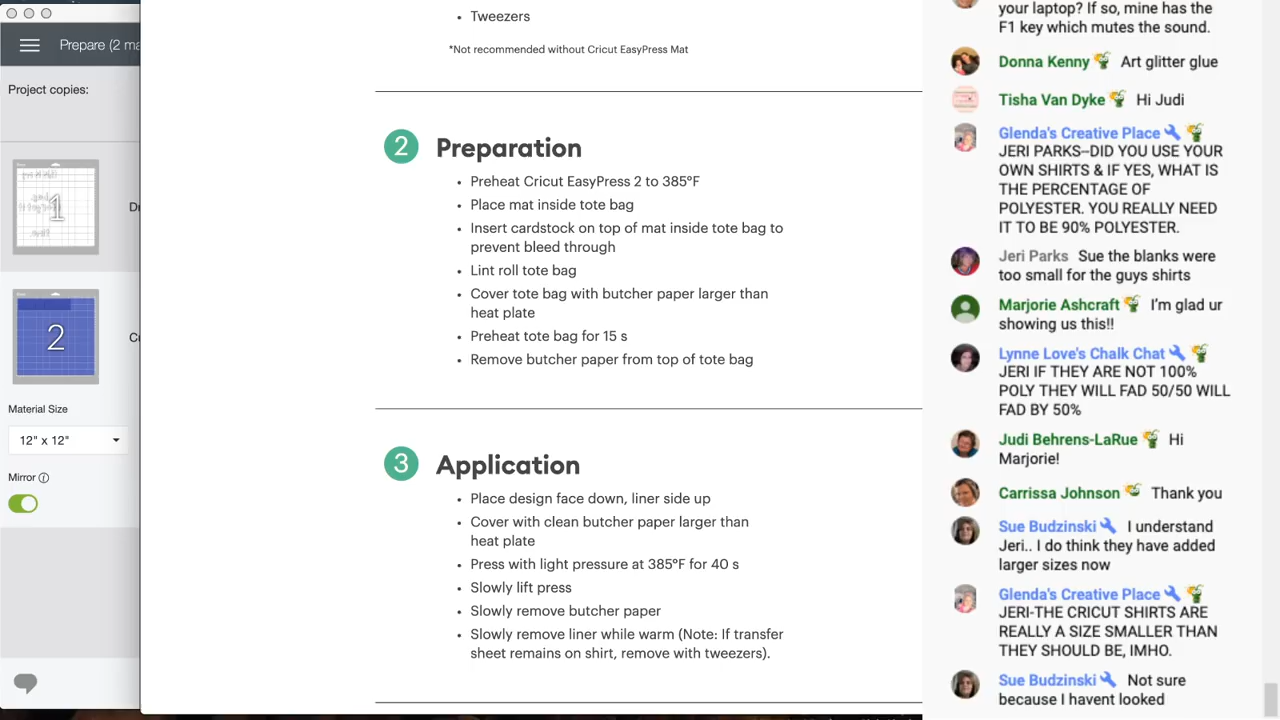 Prepare (2 ma
Project copies:
1
Dr
2
Cu
Material Size
12" x 12"
Mirror
Tweezers
*Not recommended without Cricut EasyPress Mat
2 Preparation
Preheat Cricut EasyPress 2 to 385°F
Place mat inside tote bag
Insert cardstock on top of mat inside tote bag to
prevent bleed through
Lint roll tote bag
Cover tote bag with butcher paper larger than
heat plate
Preheat tote bag for 15 s
Remove butcher paper from top of tote bag
3 Application
Place design face down, liner side up
Cover with clean butcher paper larger than
heat plate
Press with light pressure at 385°F for 40 s
Slowly lift press
Slowly remove butcher paper
Slowly remove liner while warm (Note: If transfer
sheet remains on shirt, remove with tweezers).
your laptop? If so, mine has the
F1 key which mutes the sound.
Donna Kenny Art glitter glue
Tisha Van Dyke Hi Judi
Glenda's Creative Place
JERI PARKS--DID YOU USE YOUR
OWN SHIRTS & IF YES, WHAT IS
THE PERCENTAGE OF
POLYESTER. YOU REALLY NEED
IT TO BE 90% POLYESTER.
Jeri Parks Sue the blanks were
too small for the guys shirts
Marjorie Ashcraft I'm glad ur
showing us this!!
Lynne Love's Chalk Chat
JERI IF THEY ARE NOT 100%
POLY THEY WILL FAD 50/50 WILL
FAD BY 50%
Judi Behrens-LaRue Hi
Marjorie!
Carrissa Johnson Thank you
Sue Budzinski I understand
Jeri.. I do think they have added
larger sizes now
Glenda's Creative Place
JERI-THE CRICUT SHIRTS ARE
REALLY A SIZE SMALLER THAN
THEY SHOULD BE, IMHO.
Sue Budzinski Not sure
because I havent looked